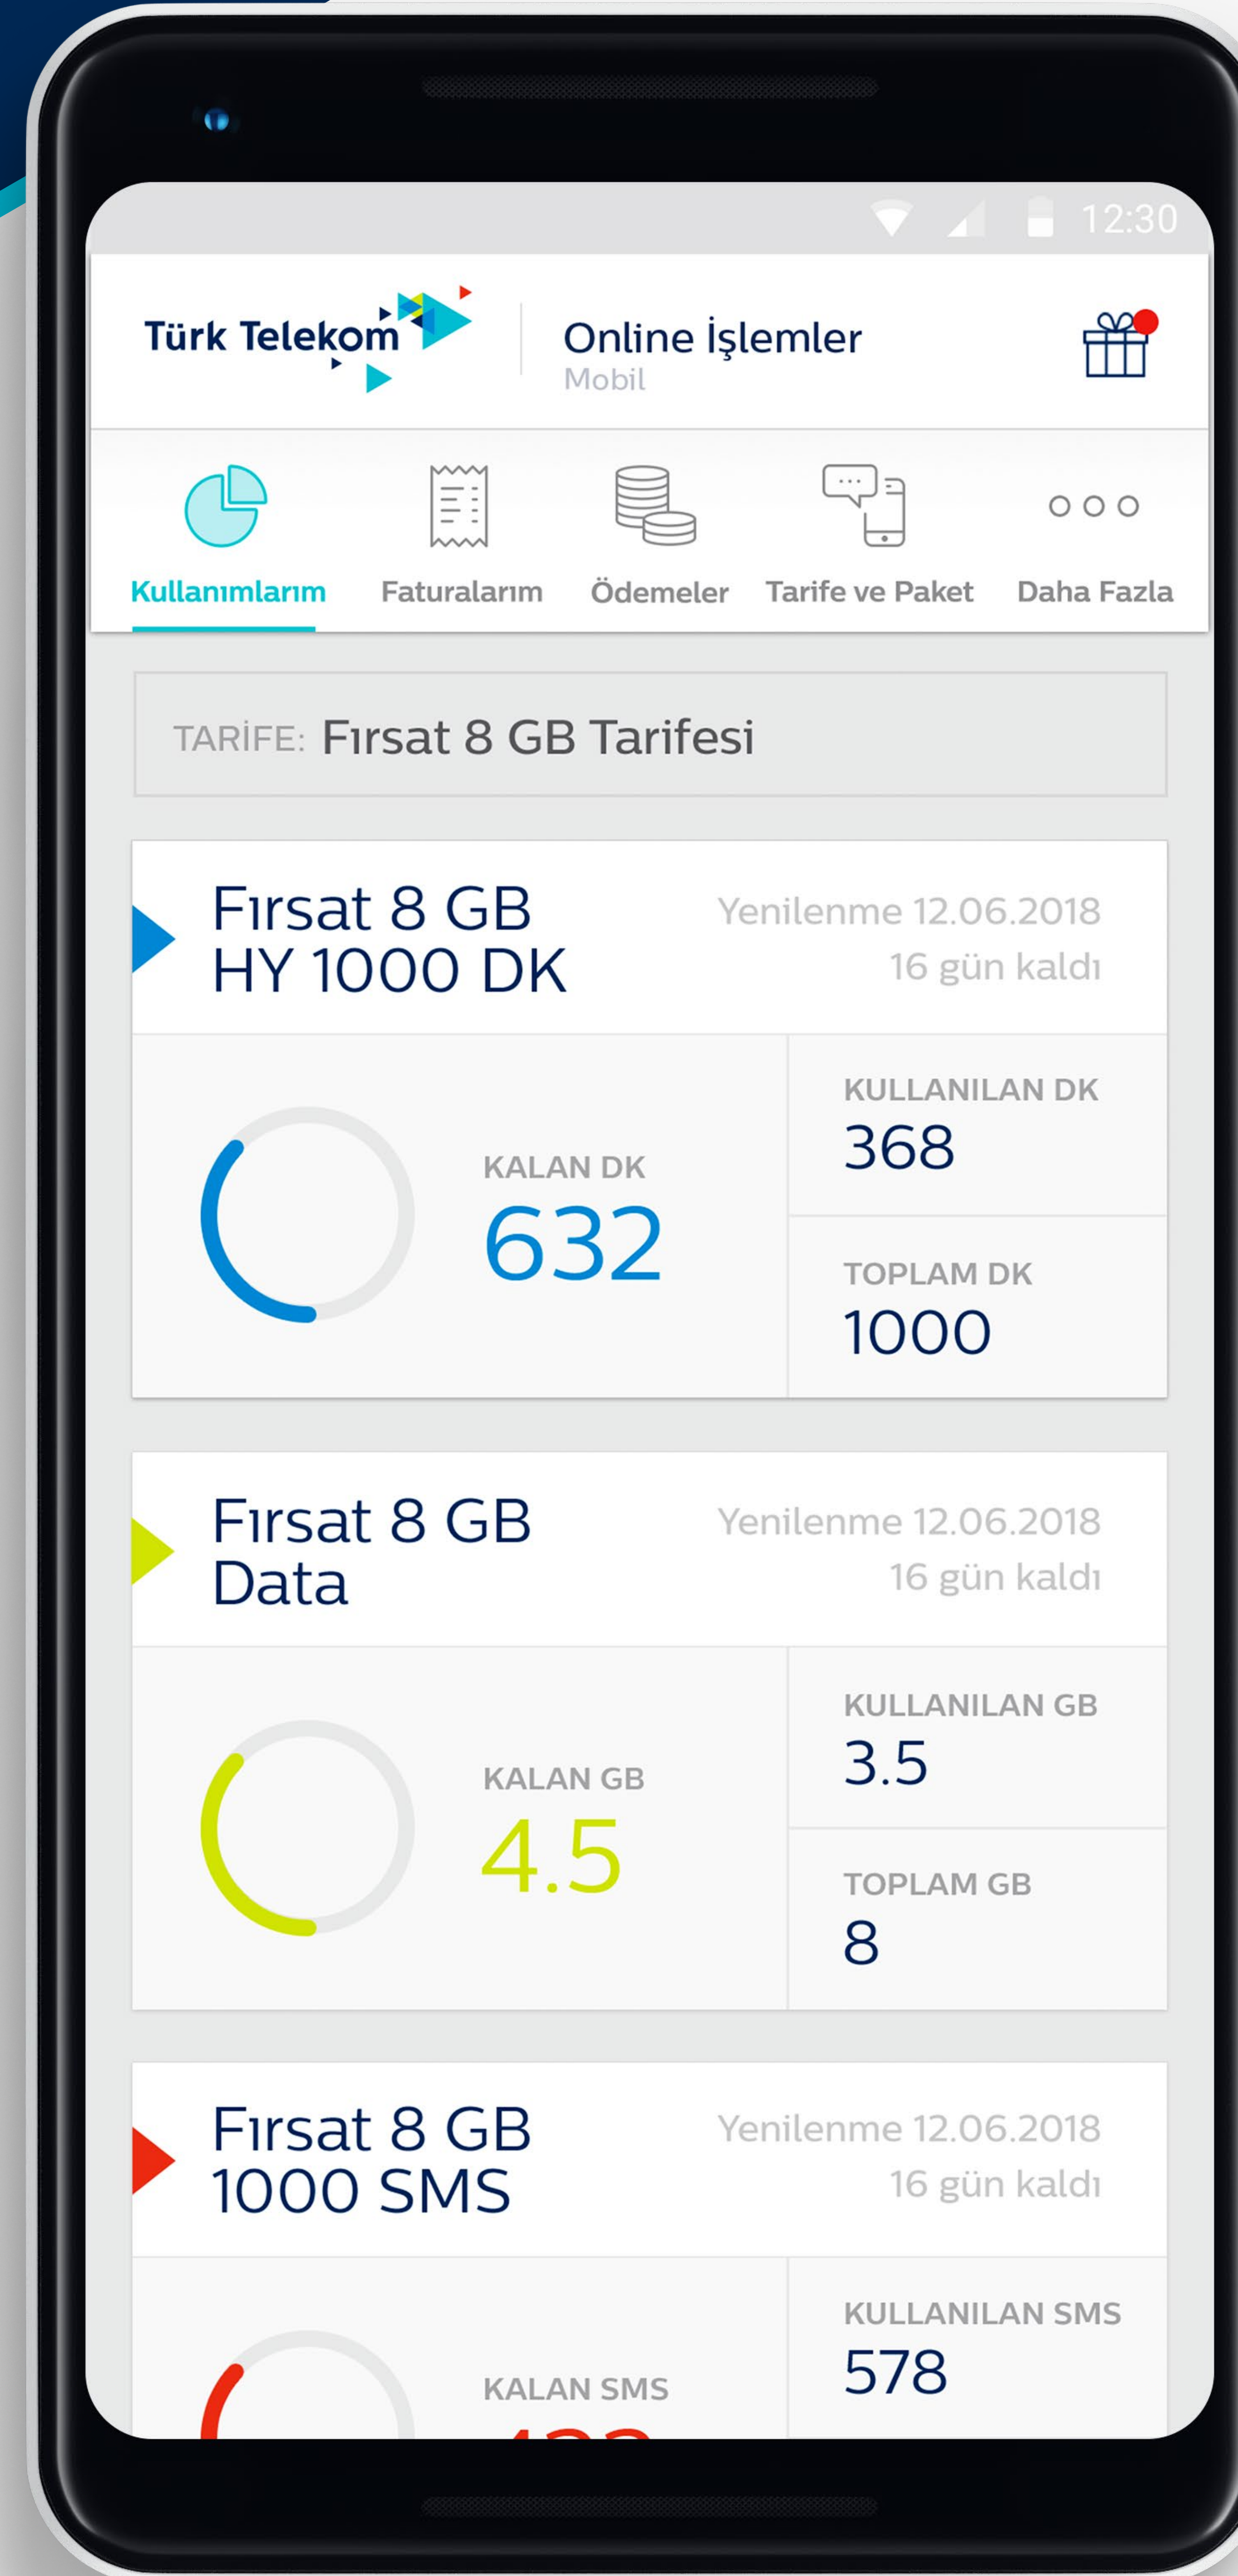 12:30
Türk Telekom
Online İşlemler
Mobil
Kullanımlarım Faturalarım Ödemeler Tarife ve Paket Daha Fazla
TARİFE: Fırsat 8 GB Tarifesi
Fırsat 8 GB
HY 1000 DK
Yenilenme 12.06.2018
16 gün kaldı
KALAN DK
632
KULLANILAN DK
368
TOPLAM DK
1000
Fırsat 8 GB
Data
Yenilenme 12.06.2018
16 gün kaldı
KALAN GB
4.5
KULLANILAN GB
3.5
TOPLAM GB
8
Fırsat 8 GB
1000 SMS
Yenilenme 12.06.2018
16 gün kaldı
KALAN SMS
KULLANILAN SMS
578